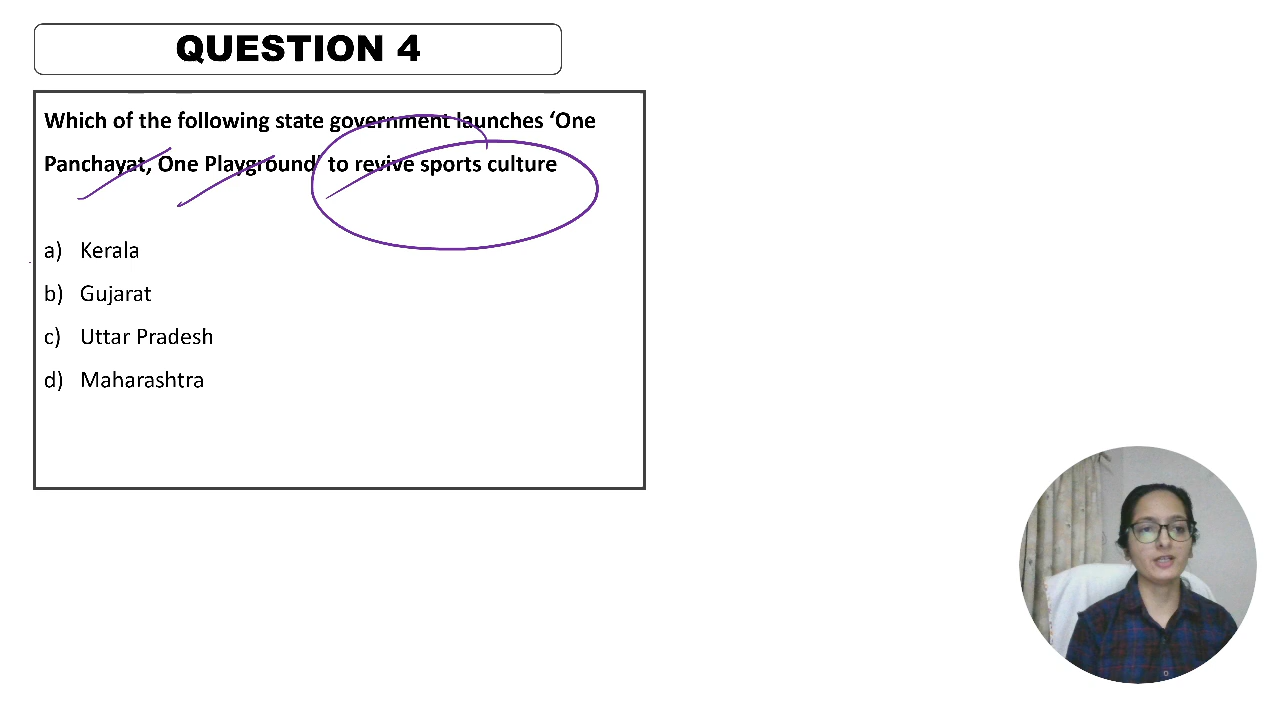 QUESTION 4
Which of the following state government launches ‘One
Panchayat, One Playground’ to revive sports culture
a) Kerala
b) Gujarat
c) Uttar Pradesh
d) Maharashtra